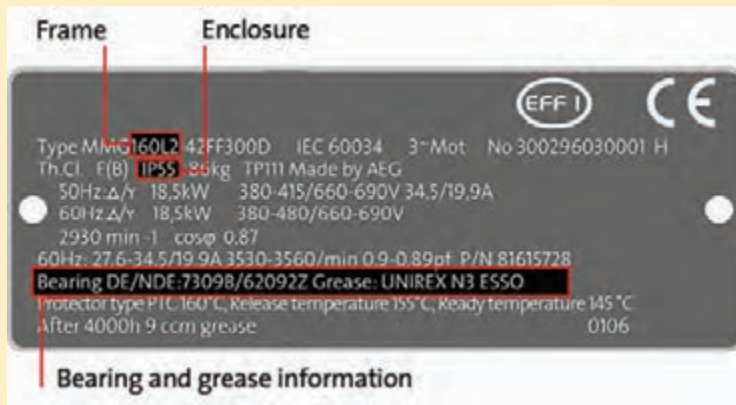 Frame Enclosure
EFF 1 CE
Type MMG160L2-42FF300D IEC 60034 3~Mot No 300296030001 H
Th.Cl. F(B) IP55 86kg TP111 Made by AEG
50Hz:Δ/Y 18,5kW 380-415/660-690V 34.5/19,9A
60Hz:Δ/Y 18,5kW 380-480/660-690V
2930 min -1 cosφ 0.87
60Hz: 27.6-34.5/19.9A 3530-3560/min 0.9-0.89pf P/N 81615728
Bearing DE/NDE:7309B/62092Z Grease: UNIREX N3 ESSO
Protector type PTC 160°C, Release temperature 155°C, Ready temperature 145 °C
After 4000h 9 ccm grease 0106
Bearing and grease information